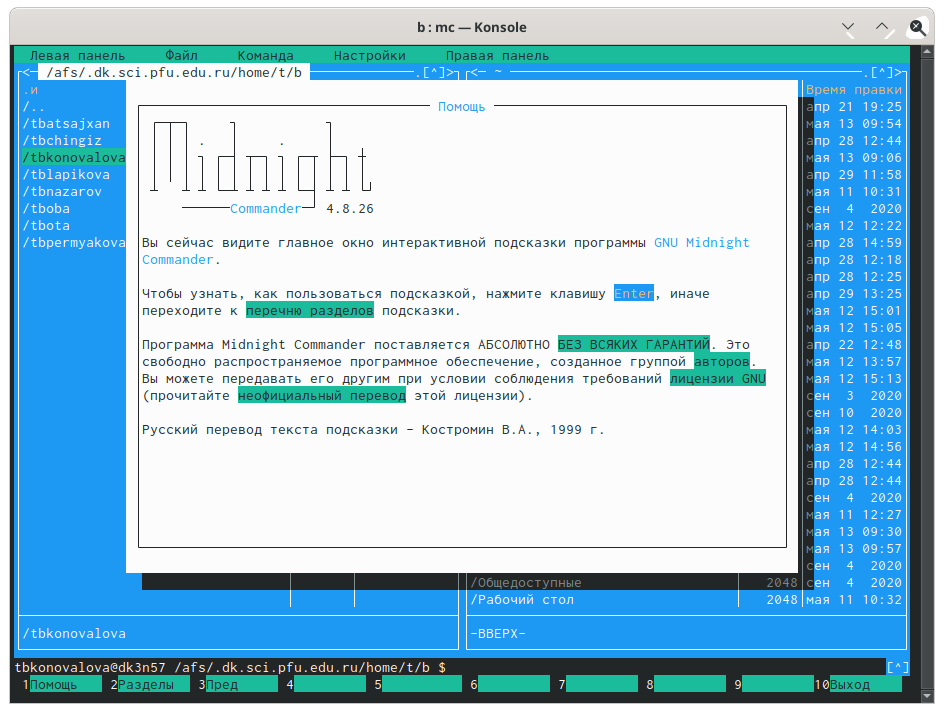 b : mc — Konsole
Левая панель Файл Команда Настройки Правая панель
<─ /afs/.dk.sci.pfu.edu.ru/home/t/b .[^]> <─ ~ .[^]>
.и Время правки
/.. апр 21 19:25
/tbatsajxan мая 13 09:54
/tbchingiz апр 28 12:44
/tbkonovalova мая 13 09:06
/tblapikova апр 29 11:58
/tbnazarov мая 11 10:31
/tboba сен 4 2020
/tbota мая 12 12:22
/tbpermyakova апр 28 14:59
апр 28 12:18
апр 28 12:25
апр 29 13:25
мая 12 15:01
мая 12 15:05
апр 22 12:48
мая 12 13:57
мая 12 15:13
сен 3 2020
сен 10 2020
мая 12 14:03
мая 12 14:56
апр 28 12:44
апр 28 12:44
сен 4 2020
мая 11 12:27
мая 13 09:30
мая 13 09:57
сен 4 2020
Помощь
Midnight
Commander 4.8.26
Вы сейчас видите главное окно интерактивной подсказки программы GNU Midnight
Commander.
Чтобы узнать, как пользоваться подсказкой, нажмите клавишу Enter, иначе
переходите к перечню разделов подсказки.
Программа Midnight Commander поставляется АБСОЛЮТНО БЕЗ ВСЯКИХ ГАРАНТИЙ. Это
свободно распространяемое программное обеспечение, созданное группой авторов.
Вы можете передавать его другим при условии соблюдения требований лицензии GNU
(прочитайте неофициальный перевод этой лицензии).
Русский перевод текста подсказки – Костромин В.А., 1999 г.
/Общедоступные 2048 сен 4 2020
/Рабочий стол 2048 мая 11 10:32
/tbkonovalova -ВВЕРХ-
tbkonovalova@dk3n57 /afs/.dk.sci.pfu.edu.ru/home/t/b $ [^]
1Помощь 2Разделы 3Пред 4 5 6 7 8 9 10Выход